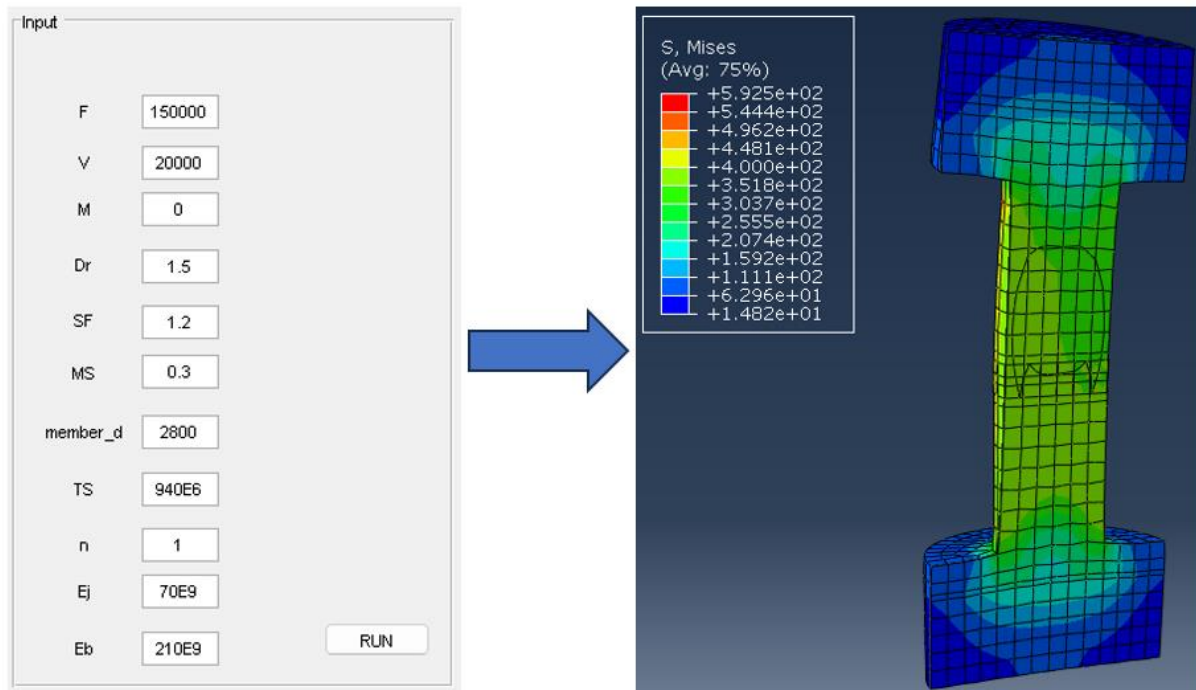 Input
F 150000
V 20000
M 0
Dr 1.5
SF 1.2
MS 0.3
member_d 2800
TS 940E6
n 1
Ej 70E9
Eb 210E9
RUN
S, Mises
(Avg: 75%)
+5.925e+02
+5.444e+02
+4.962e+02
+4.481e+02
+4.000e+02
+3.518e+02
+3.037e+02
+2.555e+02
+2.074e+02
+1.592e+02
+1.111e+02
+6.296e+01
+1.482e+01